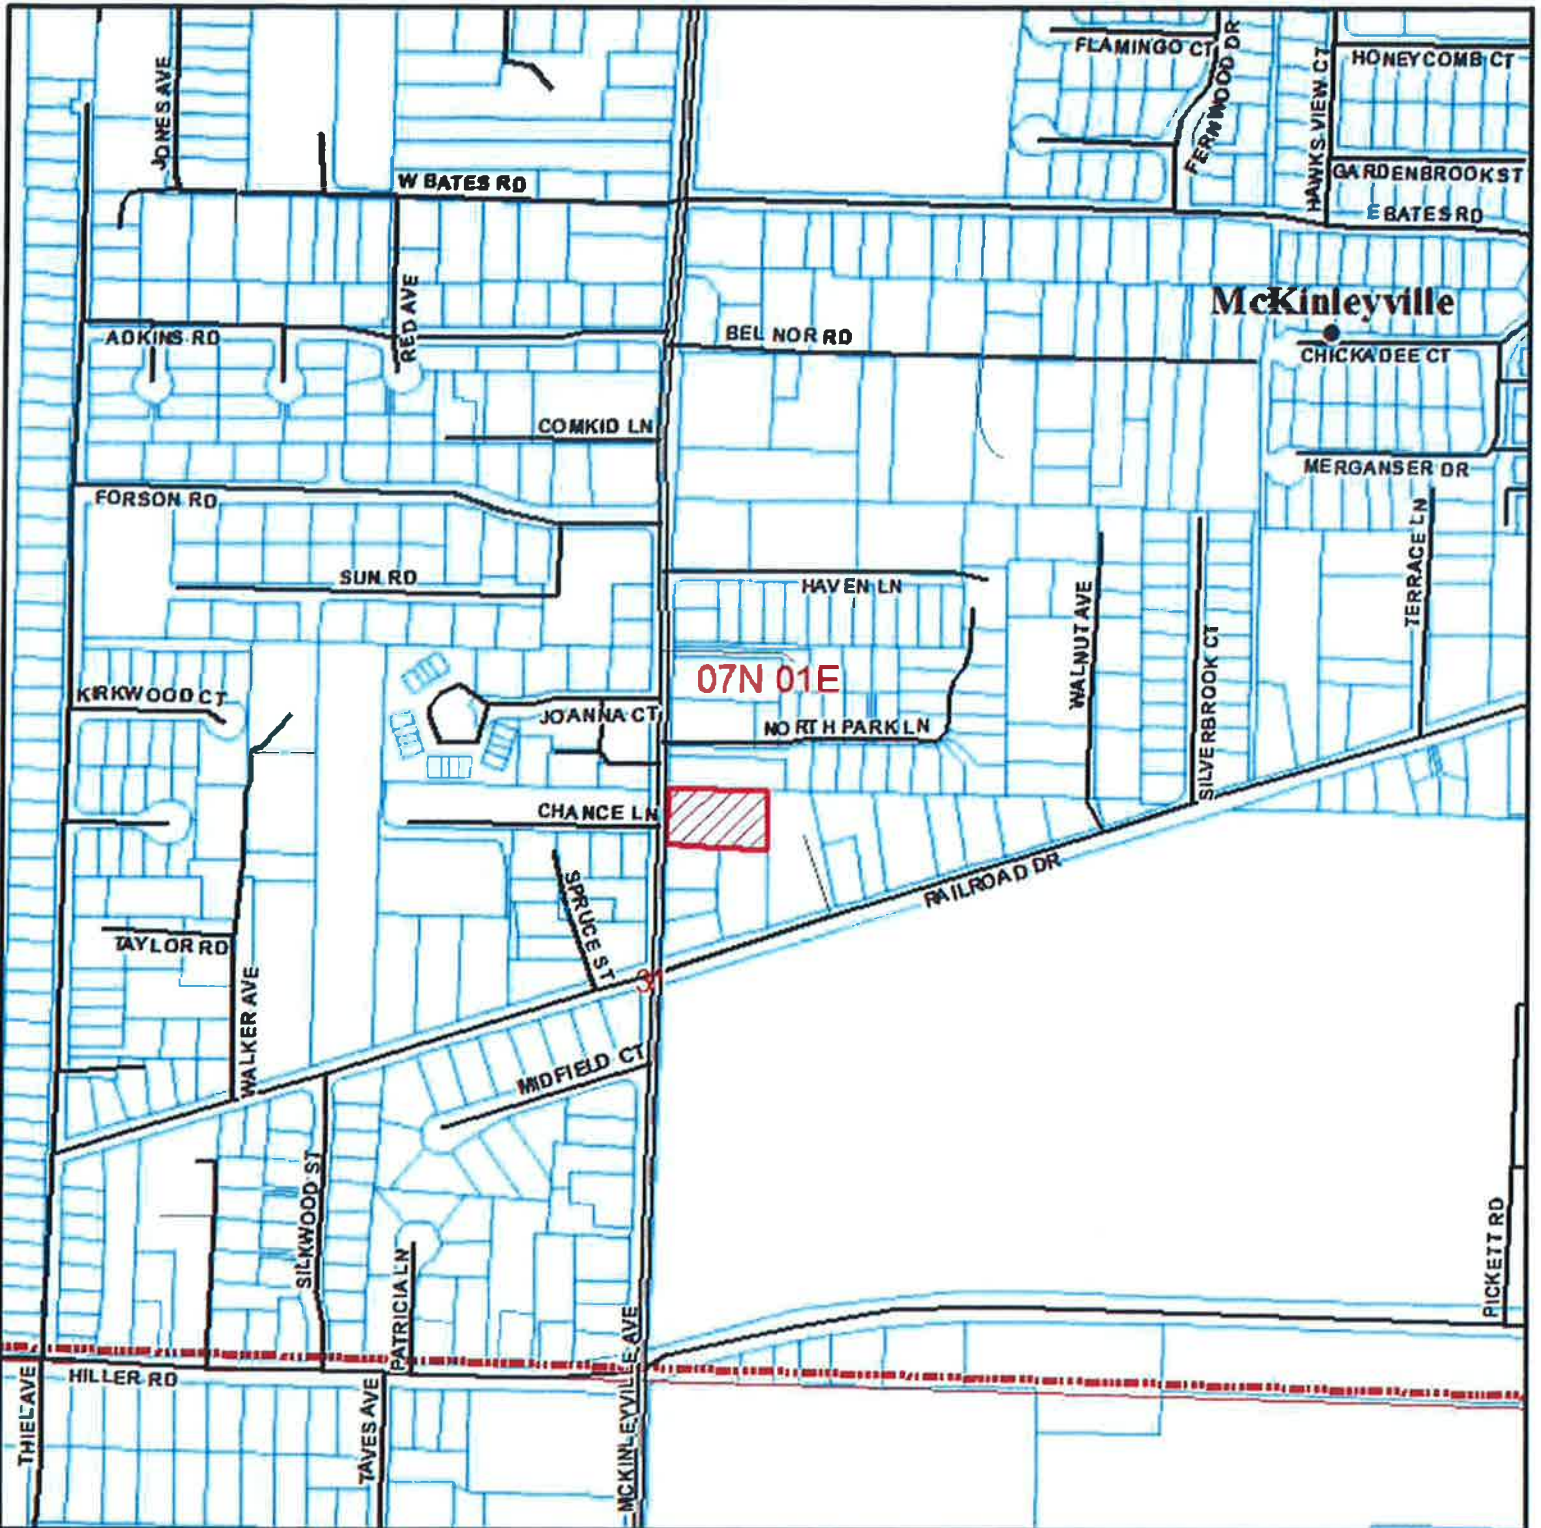 FLAMINGO CT
FERNWOOD DR
HAWKS VIEW CT
HONEYCOMB CT
JONES AVE
W BATES RD
GARDENBROOK ST
E BATES RD
McKinleyville
RED AVE
ADKINS RD
BEL NOR RD
CHICKADEE CT
COMKID LN
MERGANSER DR
FORSON RD
TERRACE LN
SUN RD
HAVEN LN
WALNUT AVE
SILVERBROOK CT
07N 01E
KIRKWOOD CT
JOANNA CT
NORTH PARK LN
CHANCE LN
SPRUCE ST
RAILROAD DR
TAYLOR RD
WALKER AVE
31
MIDFIELD CT
SILKWOOD ST
PATRICIA LN
PICKETT RD
MCKINLEYVILLE AVE
HILLER RD
THIEL AVE
TAVES AVE